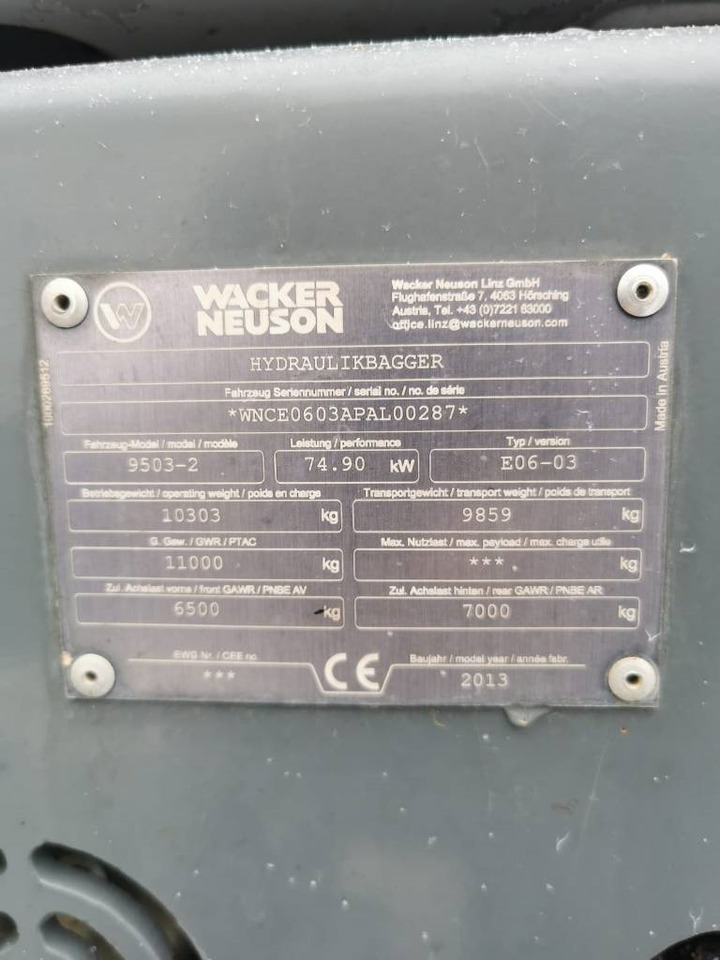 WACKER
NEUSON
Wacker Neuson Linz GmbH
Flughafenstraße 7, 4063 Hörsching
Austria, Tel. +43 (0)7221 63000
office.linz@wackerneuson.com
HYDRAULIKBAGGER
Fahrzeug Seriennummer / serial no. / no. de série
*WNCE0603APAL00287*
Fahrzeug-Model / model / modèle Leistung / performance Typ / version
9503-2 74.90 kW E06-03
Betriebsgewicht / operating weight / poids en charge Transportgewicht / transport weight / poids de transport
10303 kg 9859 kg
G. Gew. / GWR / PTAC Max. Nutzlast / max. payload / max. charge utile
11000 kg *** kg
Zul. Achslast vorne / front GAWR / PNBE AV Zul. Achslast hinten / rear GAWR / PNBE AR
6500 kg 7000 kg
EWG Nr. / CEE no. CE Baujahr / model year / année fabr.
*** 2013
1000289512
Made in Austria